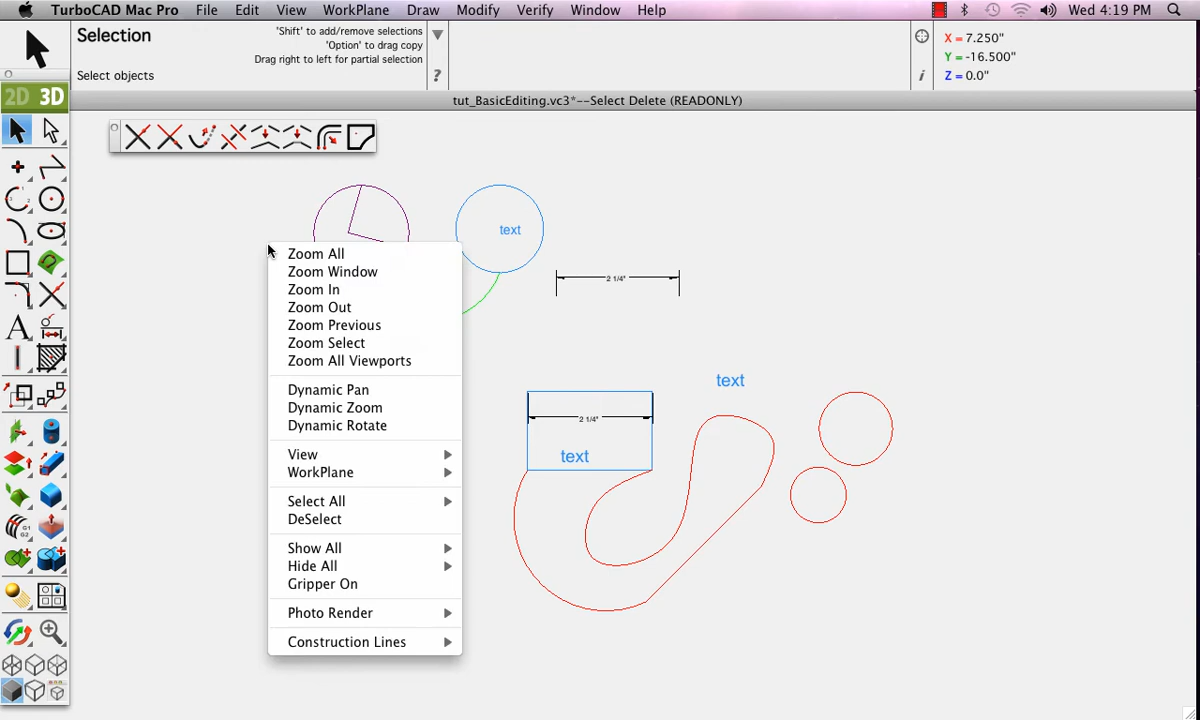 TurboCAD Mac Pro File Edit View WorkPlane Draw Modify Verify Window Help Wed 4:19 PM
Selection
'Shift' to add/remove selections
'Option' to drag copy
Drag right to left for partial selection
Select objects
?
i
X = 7.250"
Y = -16.500"
Z = 0.0"
2D 3D
tut_BasicEditing.vc3*--Select Delete (READONLY)
text
2 1/4"
Zoom All
Zoom Window
Zoom In
Zoom Out
Zoom Previous
Zoom Select
Zoom All Viewports
Dynamic Pan
Dynamic Zoom
Dynamic Rotate
View
WorkPlane
Select All
DeSelect
Show All
Hide All
Gripper On
Photo Render
Construction Lines
text
2 1/4"
text
A
G1
G2